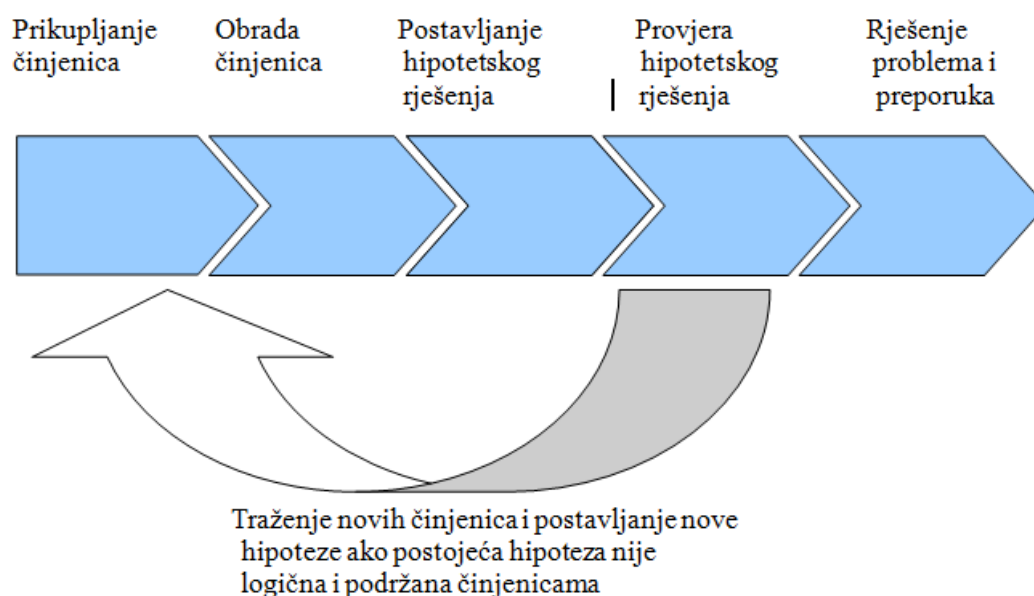 Prikupljanje
činjenica
Obrada
činjenica
Postavljanje
hipotetskog
rješenja
Provjera
hipotetskog
rješenja
Rješenje
problema i
preporuka
Traženje novih činjenica i postavljanje nove
hipoteze ako postojeća hipoteza nije
logična i podržana činjenicama